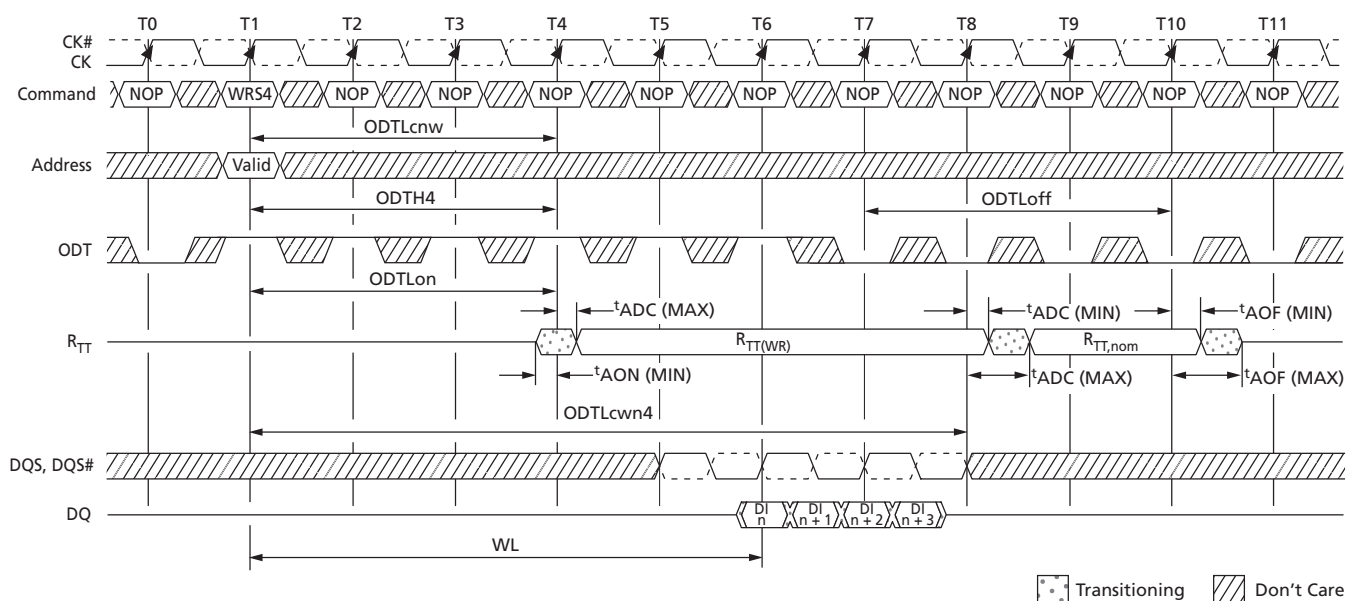 T0 T1 T2 T3 T4 T5 T6 T7 T8 T9 T10 T11
CK#
CK
Command NOP WRS4 NOP NOP NOP NOP NOP NOP NOP NOP NOP NOP
ODTLcnw
Address Valid
ODTH4 ODTLoff
ODT
ODTLon
tADC (MAX) tADC (MIN) tAOF (MIN)
RTT RTT(WR) RTT,nom
tAON (MIN) tADC (MAX) tAOF (MAX)
ODTLcwn4
DQS, DQS#
DQ DI n DI n + 1 DI n + 2 DI n + 3
WL
Transitioning Don't Care